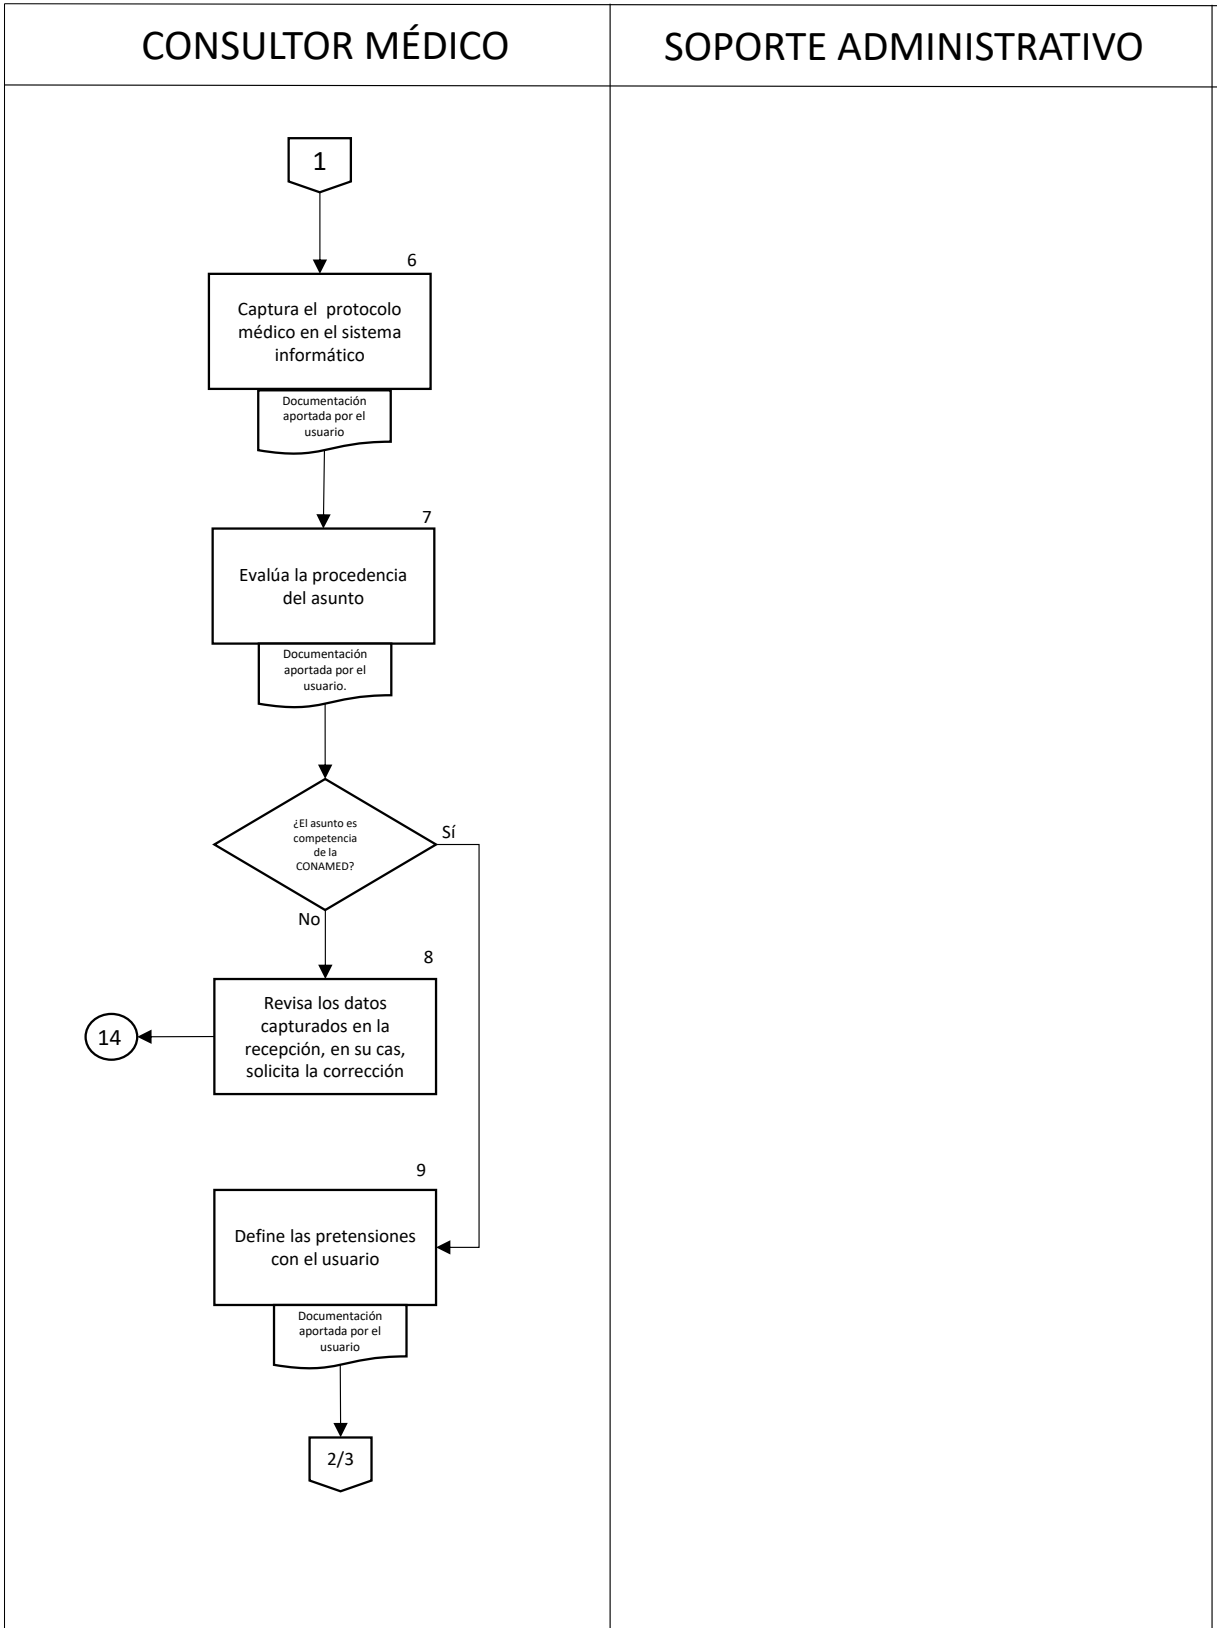 CONSULTOR MÉDICO
SOPORTE ADMINISTRATIVO
1
6
Captura el protocolo
médico en el sistema
informático
Documentación
aportada por el
usuario
7
Evalúa la procedencia
del asunto
Documentación
aportada por el
usuario.
¿El asunto es
competencia
de la
CONAMED?
Sí
No
8
Revisa los datos
capturados en la
recepción, en su cas,
solicita la corrección
14
9
Define las pretensiones
con el usuario
Documentación
aportada por el
usuario
2/3